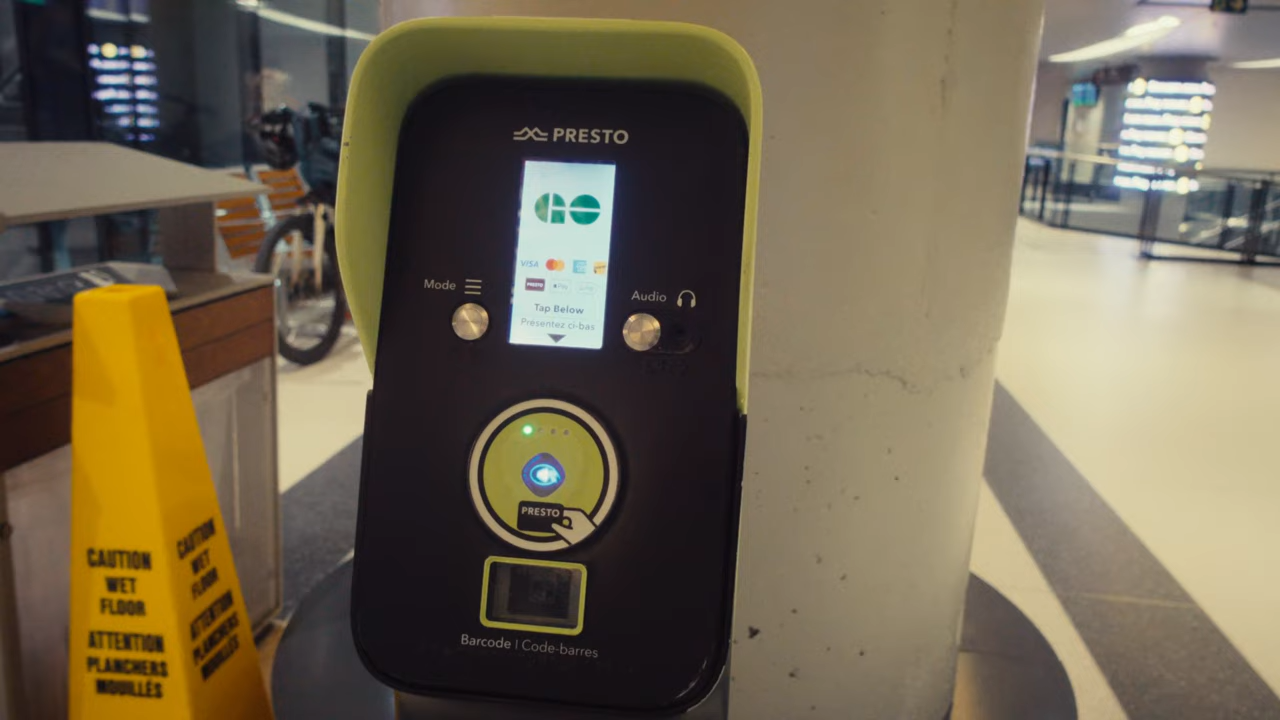 PRESTO
GO
VISA
PRESTO
Pay
Tap Below
Présentez ci-bas
Mode
Audio
PRESTO
Barcode | Code-barres
CAUTION
WET
FLOOR
ATTENTION
PLANCHERS
MOUILLÉS
CAUTION
WET
FLOOR
ATTENTION
PLANCHERS
MOUILLÉS